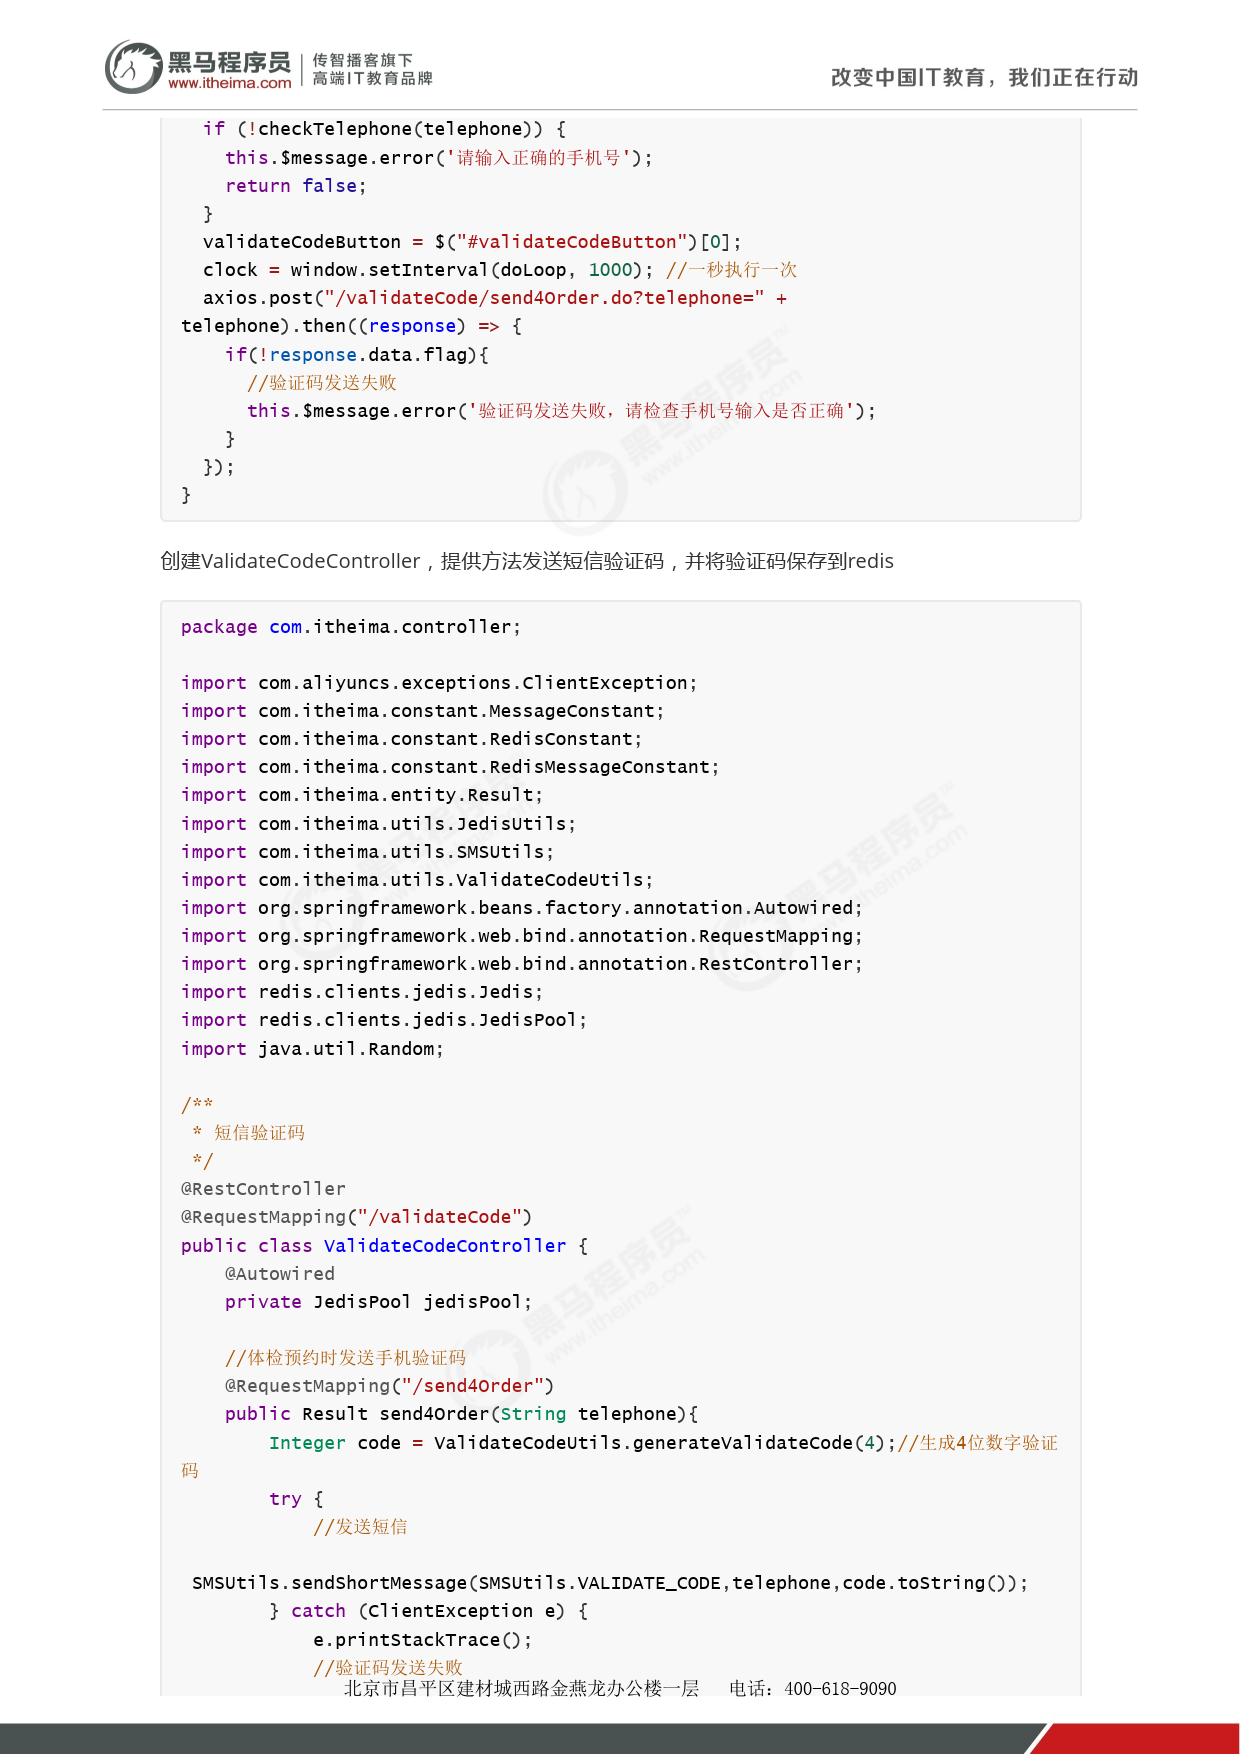 黑马程序员
www.itheima.com
传智播客旗下
高端IT教育品牌
改变中国IT教育，我们正在行动
  if (!checkTelephone(telephone)) {
    this.$message.error('请输入正确的手机号');
    return false;
  }
  validateCodeButton = $("#validateCodeButton")[0];
  clock = window.setInterval(doLoop, 1000); //一秒执行一次
  axios.post("/validateCode/send4Order.do?telephone=" +
telephone).then((response) => {
    if(!response.data.flag){
      //验证码发送失败
      this.$message.error('验证码发送失败，请检查手机号输入是否正确');
    }
  });
}
创建ValidateCodeController，提供方法发送短信验证码，并将验证码保存到redis
package com.itheima.controller;

import com.aliyuncs.exceptions.ClientException;
import com.itheima.constant.MessageConstant;
import com.itheima.constant.RedisConstant;
import com.itheima.constant.RedisMessageConstant;
import com.itheima.entity.Result;
import com.itheima.utils.JedisUtils;
import com.itheima.utils.SMSUtils;
import com.itheima.utils.ValidateCodeUtils;
import org.springframework.beans.factory.annotation.Autowired;
import org.springframework.web.bind.annotation.RequestMapping;
import org.springframework.web.bind.annotation.RestController;
import redis.clients.jedis.Jedis;
import redis.clients.jedis.JedisPool;
import java.util.Random;

/**
 * 短信验证码
 */
@RestController
@RequestMapping("/validateCode")
public class ValidateCodeController {
    @Autowired
    private JedisPool jedisPool;

    //体检预约时发送手机验证码
    @RequestMapping("/send4Order")
    public Result send4Order(String telephone){
        Integer code = ValidateCodeUtils.generateValidateCode(4);//生成4位数字验证
码
        try {
            //发送短信

 SMSUtils.sendShortMessage(SMSUtils.VALIDATE_CODE,telephone,code.toString());
        } catch (ClientException e) {
            e.printStackTrace();
            //验证码发送失败
北京市昌平区建材城西路金燕龙办公楼一层   电话：400-618-9090